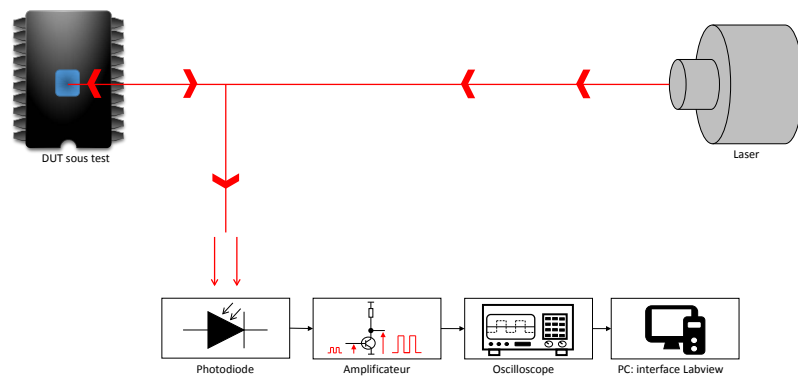 DUT sous test
Laser
Photodiode
Amplificateur
Oscilloscope
PC: interface Labview